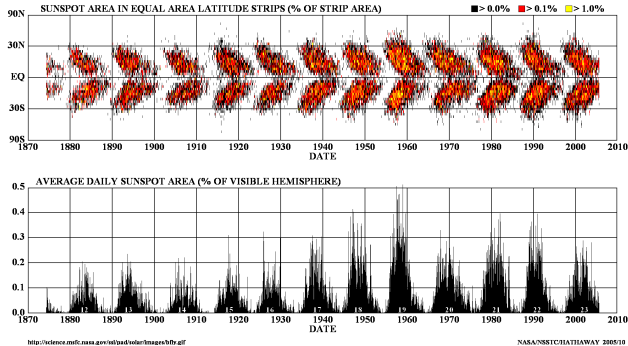 SUNSPOT AREA IN EQUAL AREA LATITUDE STRIPS (% OF STRIP AREA) > 0.0% > 0.1% > 1.0%
90N
30N
EQ
30S
90S
1870 1880 1890 1900 1910 1920 1930 1940 1950 1960 1970 1980 1990 2000 2010
DATE
AVERAGE DAILY SUNSPOT AREA (% OF VISIBLE HEMISPHERE)
0.5
0.4
0.3
0.2
0.1
0.0
12 13 14 15 16 17 18 19 20 21 22 23
1870 1880 1890 1900 1910 1920 1930 1940 1950 1960 1970 1980 1990 2000 2010
DATE
http://science.msfc.nasa.gov/ssl/pad/solar/images/bfly.gif NASA/NSSTC/HATHAWAY 2005/10